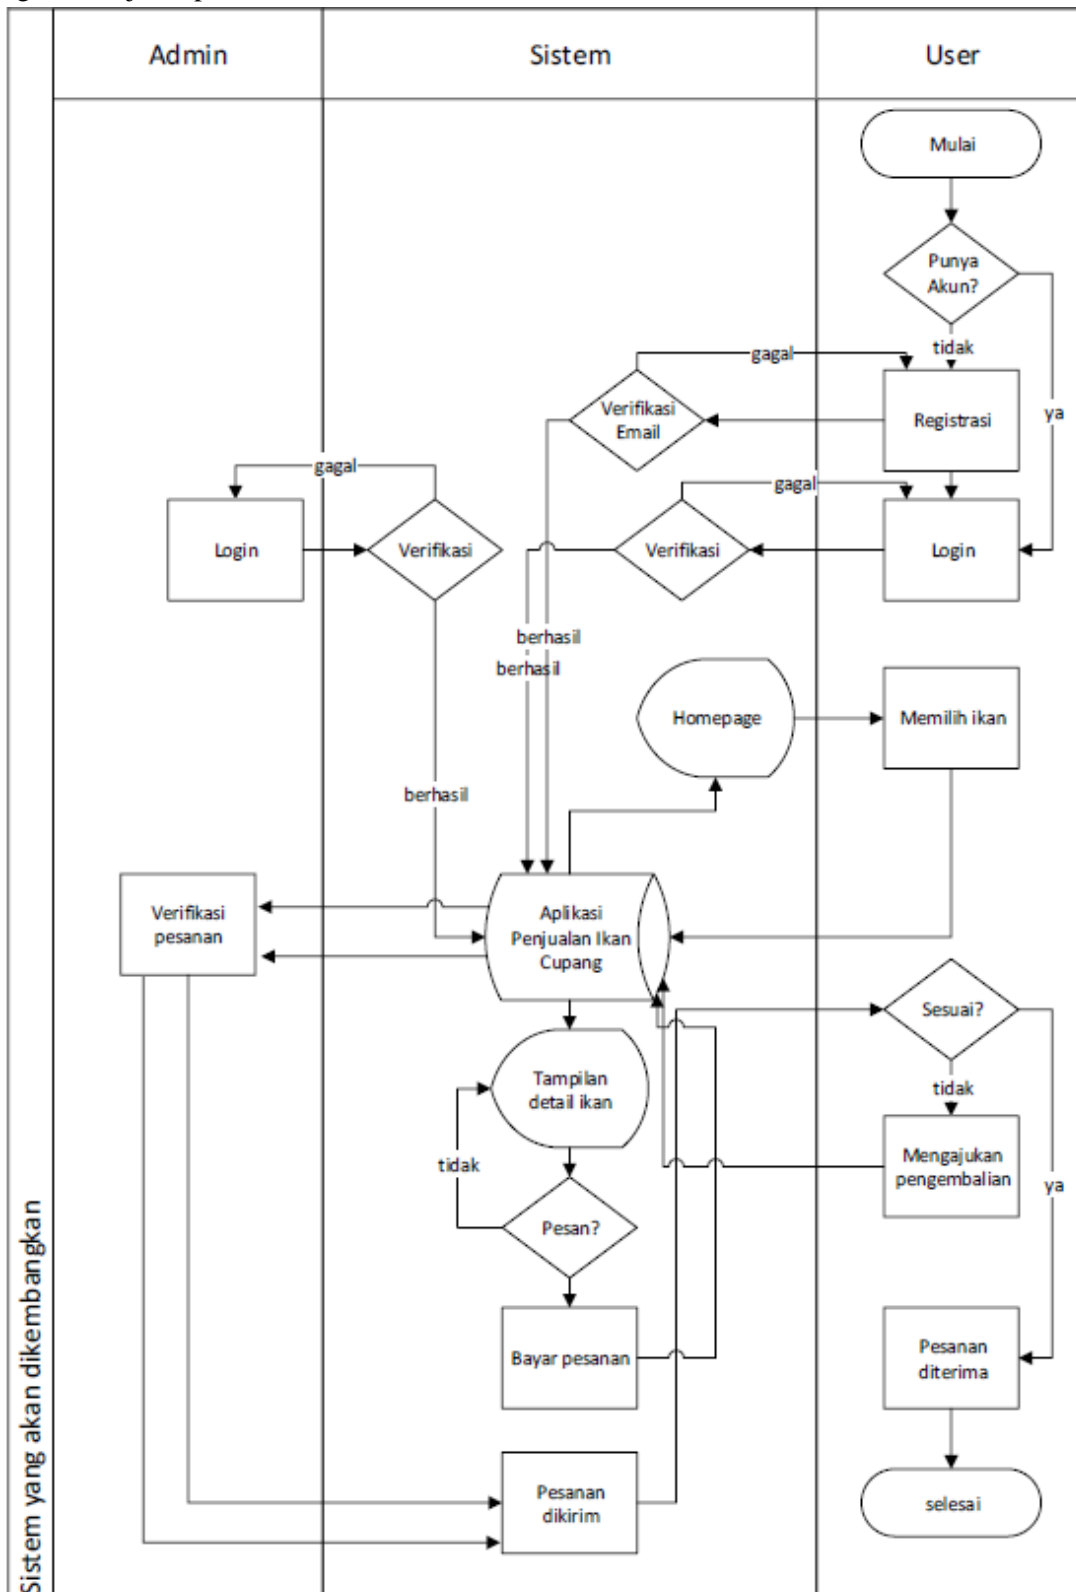 Admin
Sistem
User
Mulai
Punya
Akun?
tidak
gagal
Verifikasi
Email
Registrasi
ya
gagal
gagal
Login
Verifikasi
Verifikasi
Login
berhasil
berhasil
Homepage
Memilih ikan
berhasil
Verifikasi
pesanan
Aplikasi
Penjualan Ikan
Cupang
Sesuai?
Tampilan
detail ikan
tidak
tidak
Mengajukan
pengembalian
ya
Pesan?
Bayar pesanan
Pesanan
diterima
Pesanan
dikirim
selesai
Sistem yang akan dikembangkan